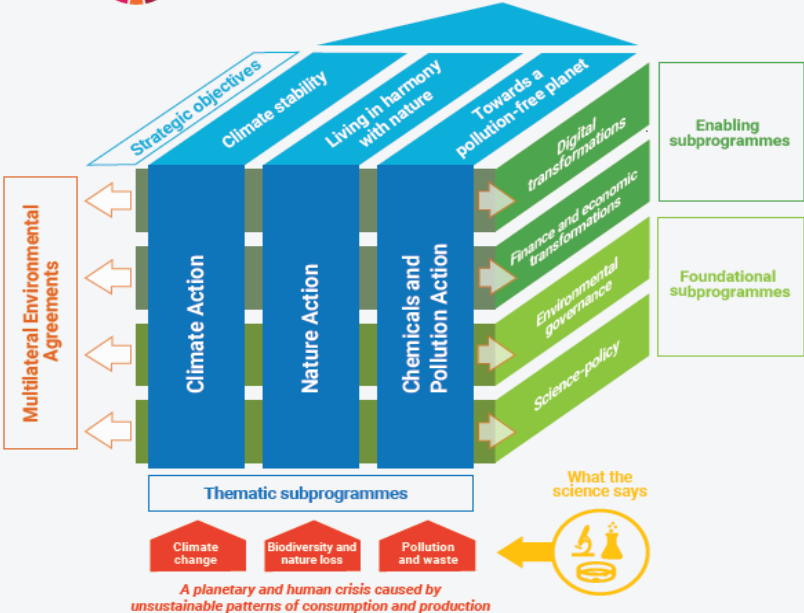 Strategic objectives
Climate stability
Living in harmony
with nature
Towards a
pollution-free planet
Digital
transformations
Finance and economic
transformations
Environmental
governance
Science-policy
Enabling
subprogrammes
Foundational
subprogrammes
Multilateral Environmental
Agreements
Climate Action
Nature Action
Chemicals and
Pollution Action
Thematic subprogrammes
What the
science says
Climate
change
Biodiversity and
nature loss
Pollution
and waste
A planetary and human crisis caused by
unsustainable patterns of consumption and production